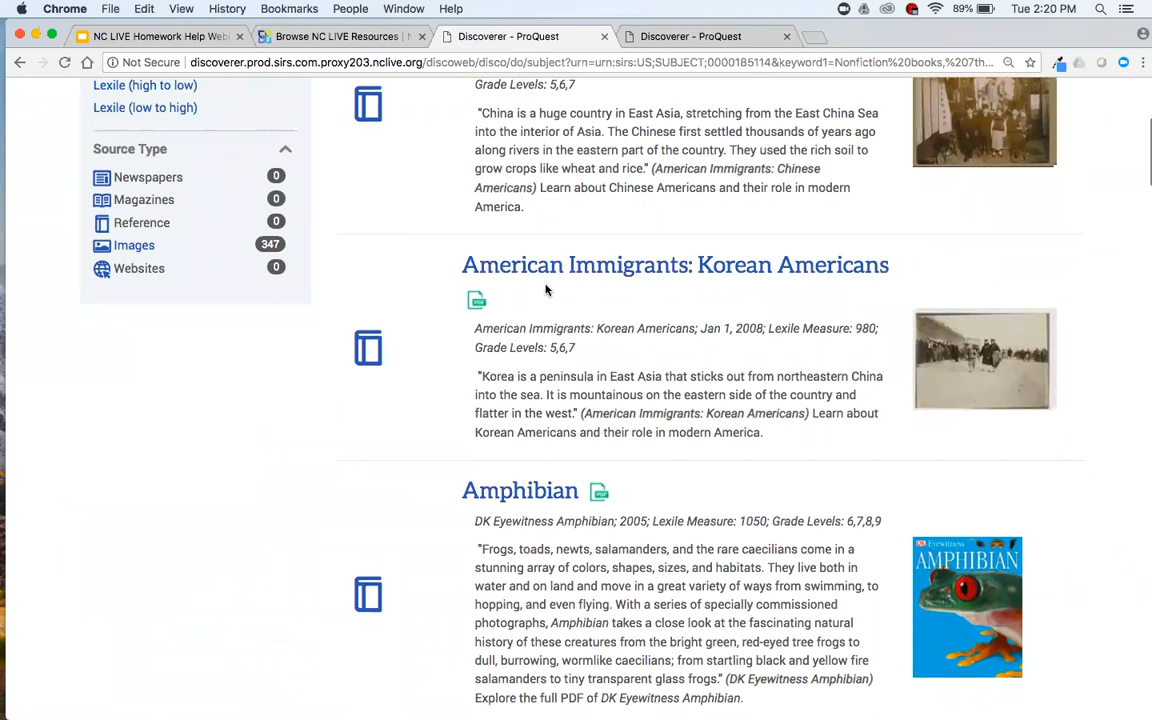 Chrome File Edit View History Bookmarks People Window Help 89% Tue 2:20 PM
NC LIVE Homework Help Web Browse NC LIVE Resources | N Discoverer - ProQuest Discoverer - ProQuest
Not Secure discoverer.prod.sirs.com.proxy203.nclive.org/discoweb/disco/do/subject?urn=urn:sirs:US;SUBJECT;0000185114&keyword1=Nonfiction%20books,%207th...
Lexile (high to low)
Lexile (low to high)
Source Type
Newspapers 0
Magazines 0
Reference 0
Images 347
Websites 0
Grade Levels: 5,6,7
"China is a huge country in East Asia, stretching from the East China Sea
into the interior of Asia. The Chinese first settled thousands of years ago
along rivers in the eastern part of the country. They used the rich soil to
grow crops like wheat and rice." (American Immigrants: Chinese
Americans) Learn about Chinese Americans and their role in modern
America.
American Immigrants: Korean Americans
PDF
American Immigrants: Korean Americans; Jan 1, 2008; Lexile Measure: 980;
Grade Levels: 5,6,7
"Korea is a peninsula in East Asia that sticks out from northeastern China
into the sea. It is mountainous on the eastern side of the country and
flatter in the west." (American Immigrants: Korean Americans) Learn about
Korean Americans and their role in modern America.
Amphibian PDF
DK Eyewitness Amphibian; 2005; Lexile Measure: 1050; Grade Levels: 6,7,8,9
"Frogs, toads, newts, salamanders, and the rare caecilians come in a
stunning array of colors, shapes, sizes, and habitats. They live both in
water and on land and move in a great variety of ways from swimming, to
hopping, and even flying. With a series of specially commissioned
photographs, Amphibian takes a close look at the fascinating natural
history of these creatures from the bright green, red-eyed tree frogs to
dull, burrowing, wormlike caecilians; from startling black and yellow fire
salamanders to tiny transparent glass frogs." (DK Eyewitness Amphibian)
Explore the full PDF of DK Eyewitness Amphibian.
DK Eyewitness
AMPHIBIAN